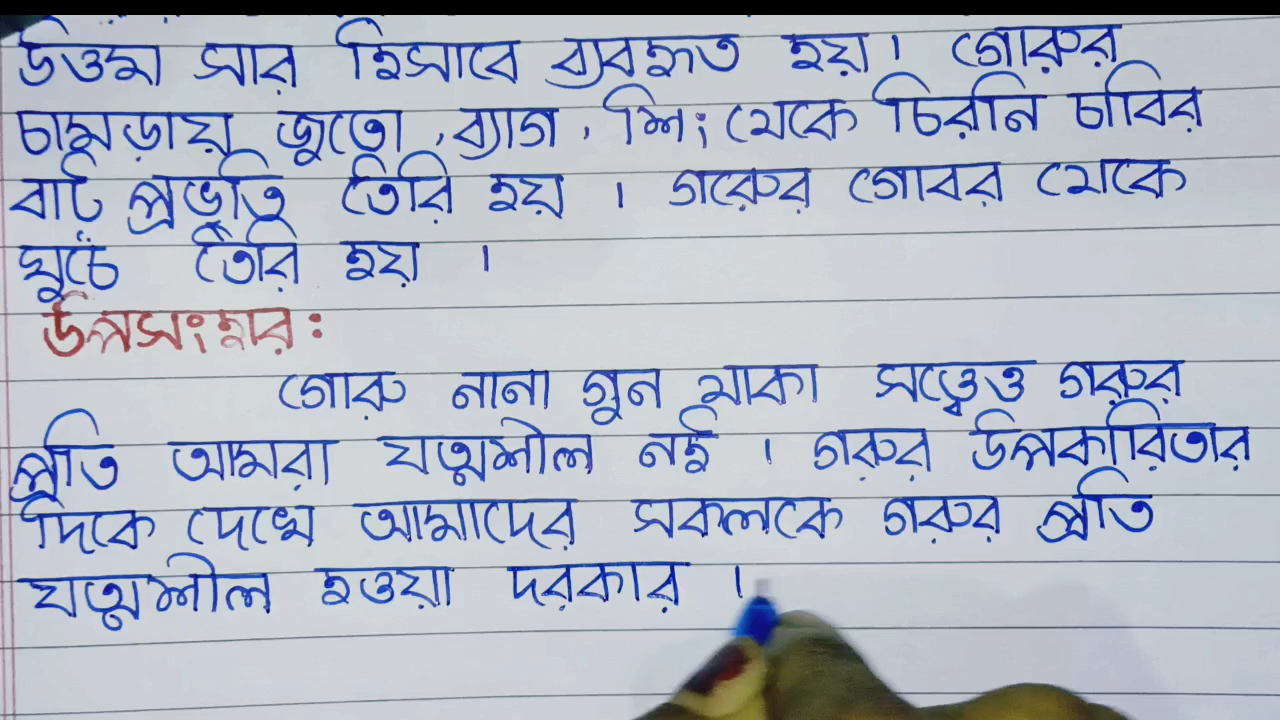 উত্তম সার হিসাবে ব্যবহৃত হয়। গোরুর
চামড়ায় জুতো, ব্যাগ, শিং থেকে চিরনি চাবির
বাট প্রভৃতি তৈরি হয় । গরুর গোবর থেকে
ঘুটে তৈরি হয় ।
উপসংহার:
গোরু নানা গুন থাকা সত্ত্বেও গরুর
প্রতি আমরা যত্নশীল নই । গরুর উপকারিতার
দিকে দেখে আমাদের সকলকে গরুর প্রতি
যত্নশীল হওয়া দরকার ।